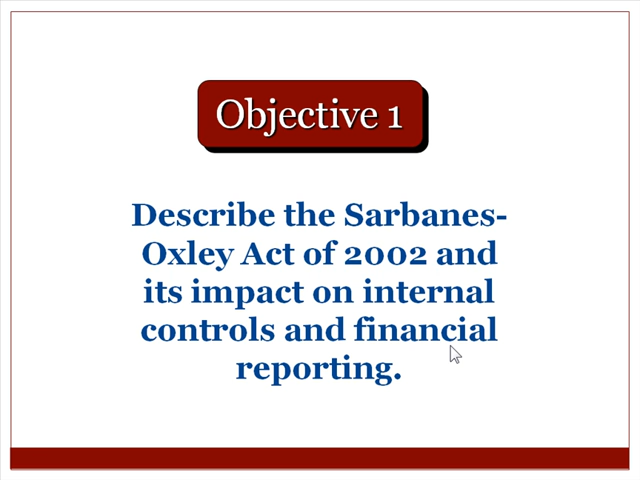 Objective 1
Describe the Sarbanes-
Oxley Act of 2002 and
its impact on internal
controls and financial
reporting.